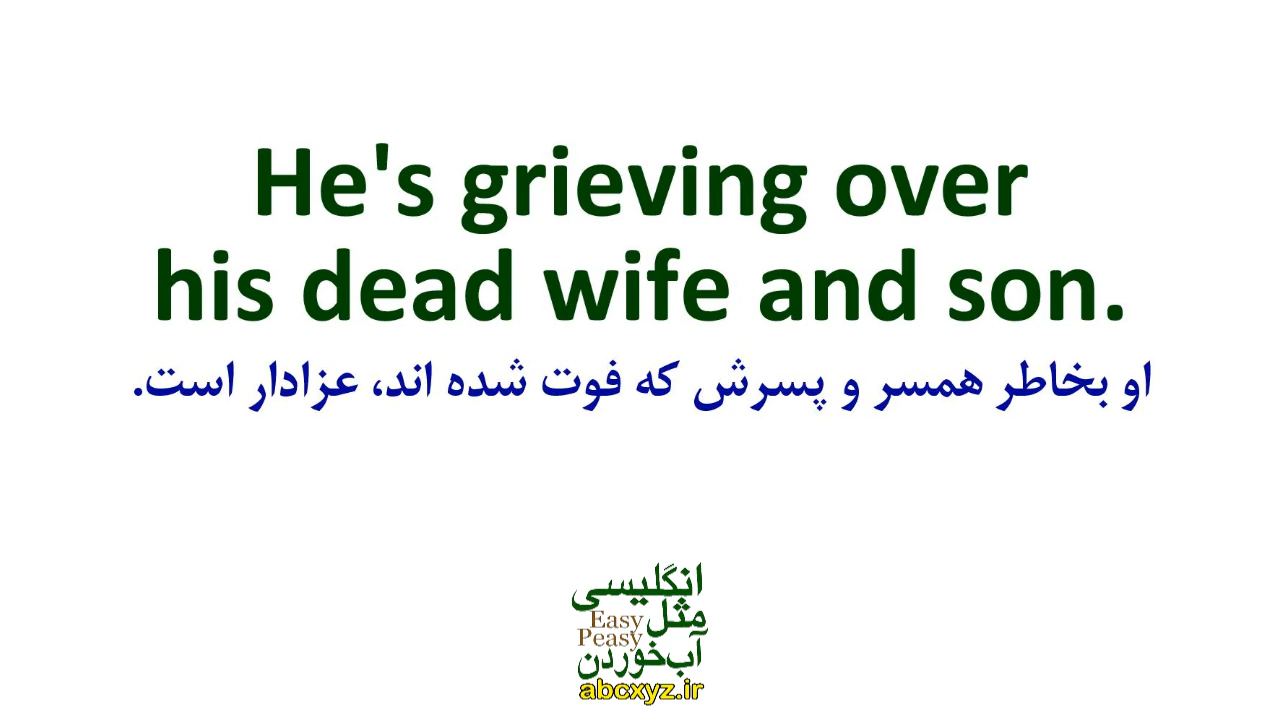 He's grieving over
his dead wife and son.
او بخاطر همسر و پسرش که فوت شده اند، عزادار است.
انگلیسی
مثل
Easy
Peasy
آب‌خوردن
abcxyz.ir